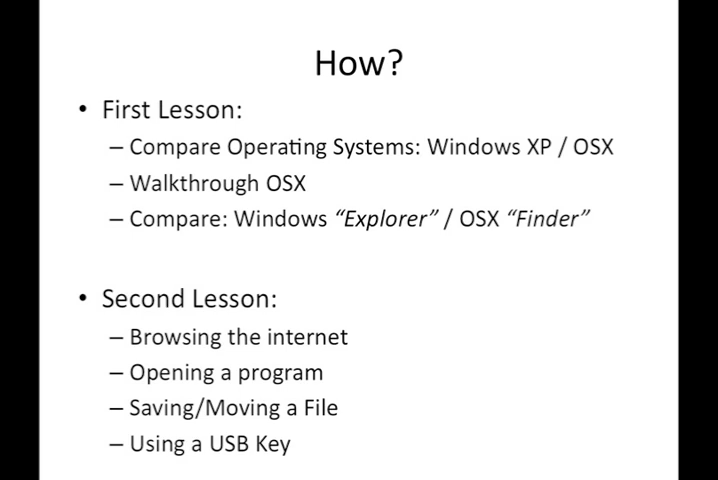 How?
• First Lesson:
– Compare Operating Systems: Windows XP / OSX
– Walkthrough OSX
– Compare: Windows “Explorer” / OSX “Finder”
• Second Lesson:
– Browsing the internet
– Opening a program
– Saving/Moving a File
– Using a USB Key